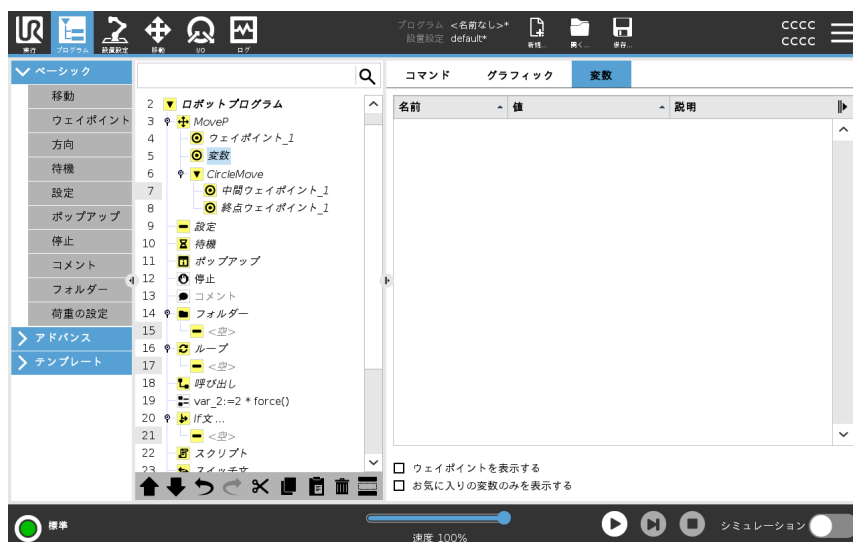 UR
実行
プログラム
設置設定
移動
I/O
ログ
プログラム <名前なし>*
設置設定 default*
新規...
開く...
保存...
CCCC
CCCC
ベーシック
移動
ウェイポイント
方向
待機
設定
ポップアップ
停止
コメント
フォルダー
荷重の設定
アドバンス
テンプレート
2 ロボットプログラム
3 MoveP
4 ウェイポイント_1
5 変数
6 CircleMove
7 中間ウェイポイント_1
8 終点ウェイポイント_1
9 設定
10 待機
11 ポップアップ
12 停止
13 コメント
14 フォルダー
15 <空>
16 ループ
17 <空>
18 呼び出し
19 var_2:=2 * force()
20 If文 ...
21 <空>
22 スクリプト
23 スイッチ文
コマンド グラフィック 変数
名前 値 説明
ウェイポイントを表示する
お気に入りの変数のみを表示する
標準
速度 100%
シミュレーション